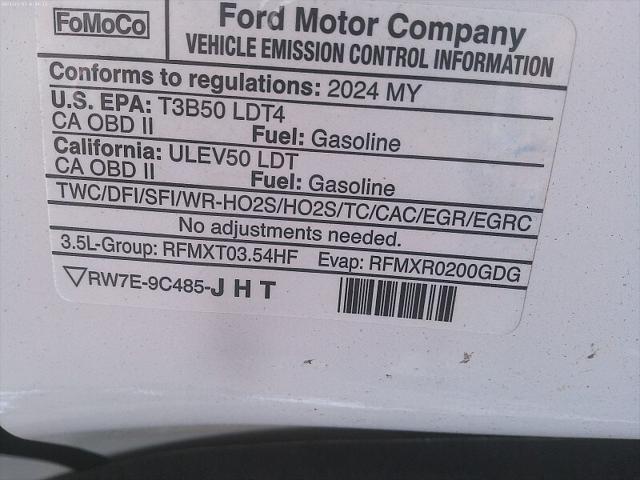 FoMoCo
Ford Motor Company
VEHICLE EMISSION CONTROL INFORMATION
Conforms to regulations: 2024 MY
U.S. EPA: T3B50 LDT4
CA OBD II Fuel: Gasoline
California: ULEV50 LDT
CA OBD II Fuel: Gasoline
TWC/DFI/SFI/WR-HO2S/HO2S/TC/CAC/EGR/EGRC
No adjustments needed.
3.5L-Group: RFMXT03.54HF Evap: RFMXR0200GDG
RW7E-9C485-JHT